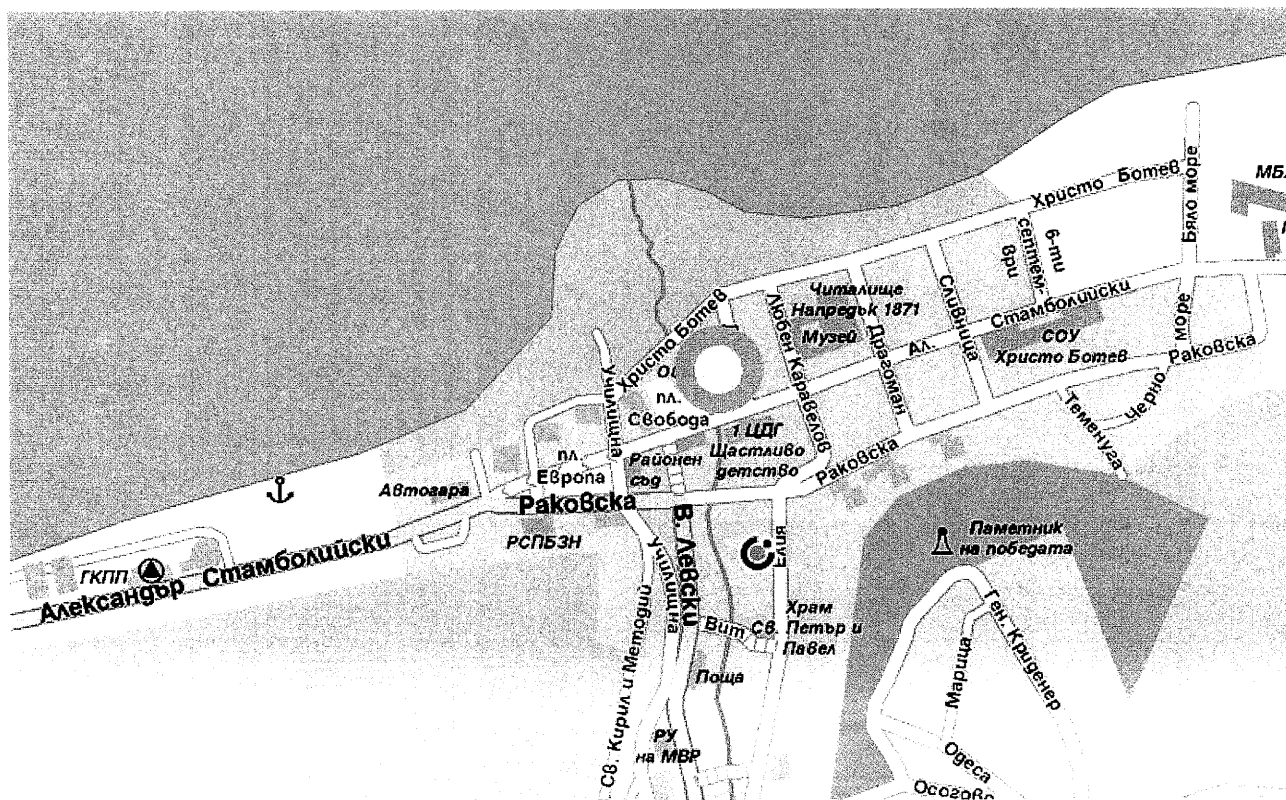 Христо Ботев
Бяло море
6-ти
септем-
ври
Читалище
Напредък 1871
Музей
Христо Ботев
Любен Каравелов
Драгоман
Сливница
Ал. Стамболийски
СОУ
Христо Ботев
море
Раковска
Черно
Теменуга
училищна
пл.
Свобода
1 ЦДГ
Щастливо
детство
Районен
съд
пл.
Европа
Автогара
Раковска
Раковска
РСПБЗН
Александър Стамболийски
ГКПП
В. Левски
училищна
Св. Кирил и Методий
Елия
Паметник
на победата
Храм
Св. Петър и
Павел
Вит
Поща
РУ
на МВР
Ген. Криденер
Марица
Одеса
Осогово